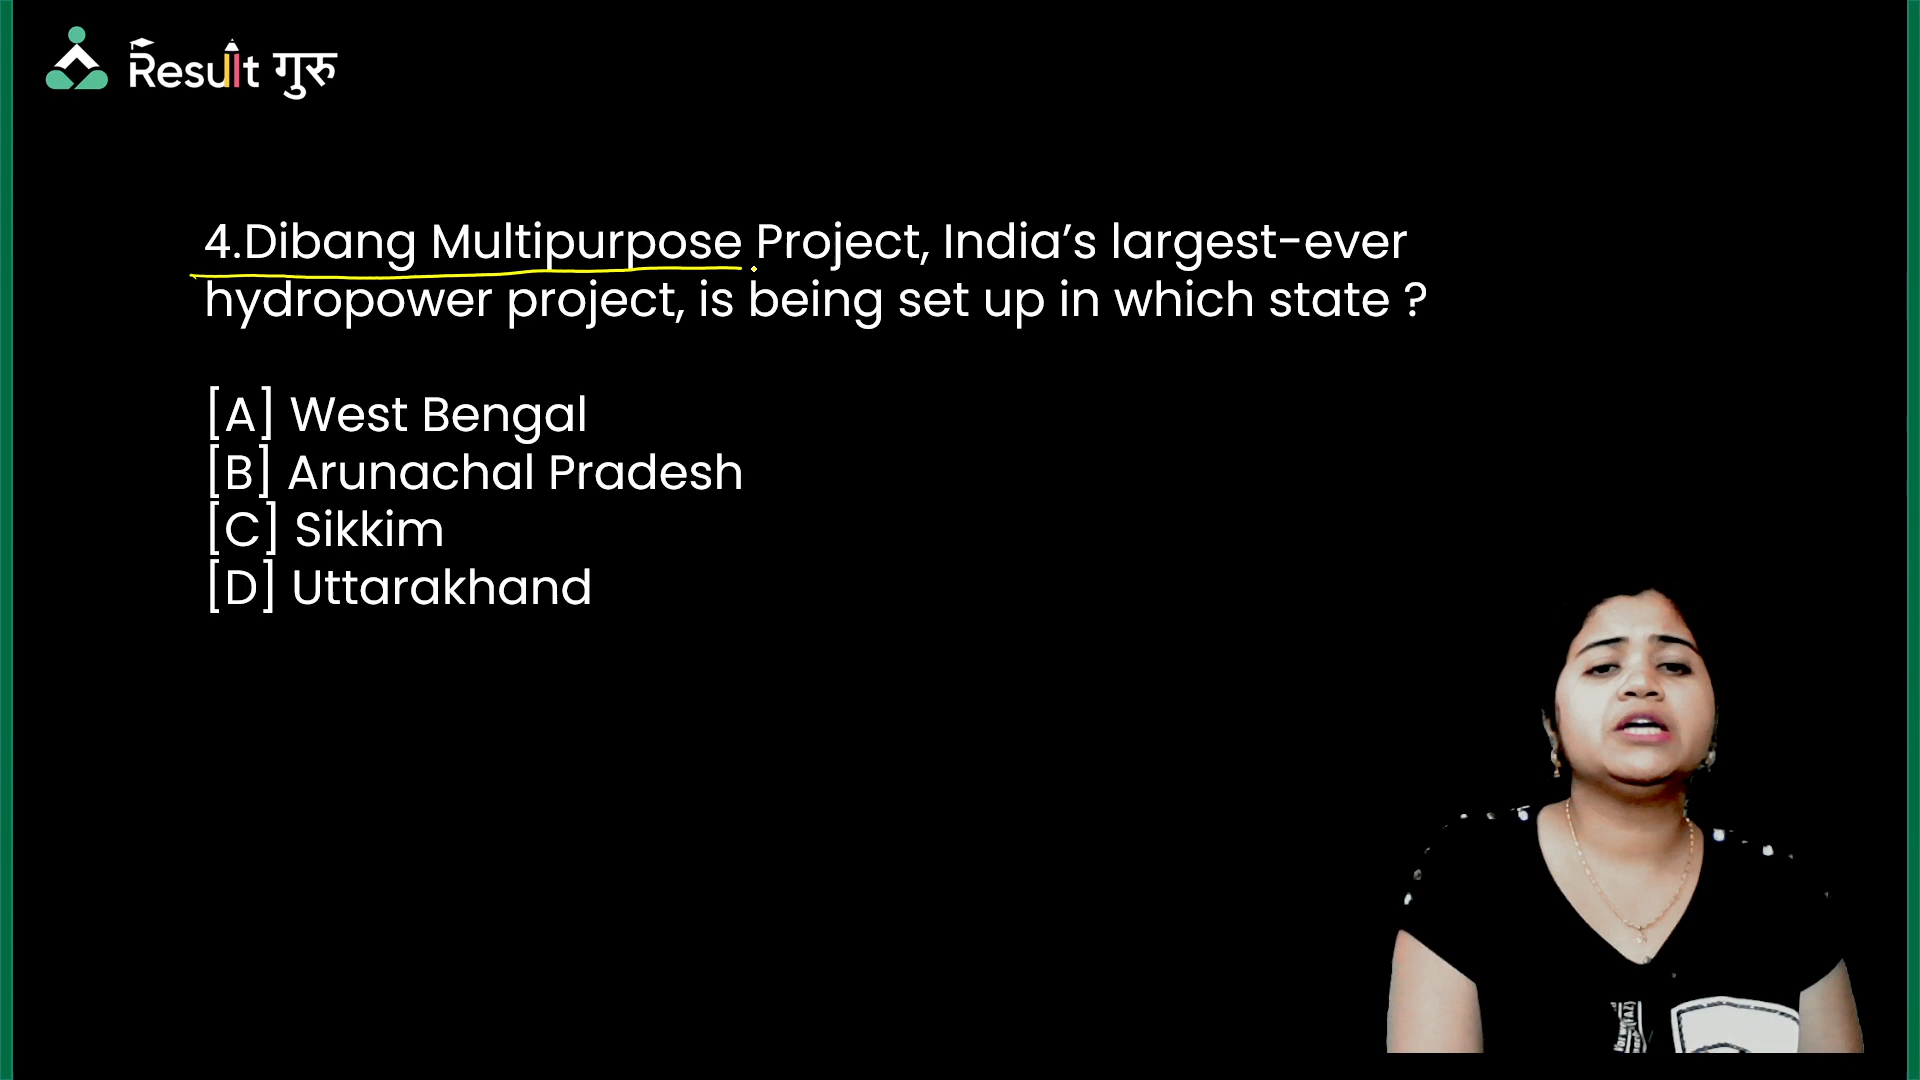 Result गुरु
4.Dibang Multipurpose Project, India’s largest-ever
hydropower project, is being set up in which state ?
[A] West Bengal
[B] Arunachal Pradesh
[C] Sikkim
[D] Uttarakhand